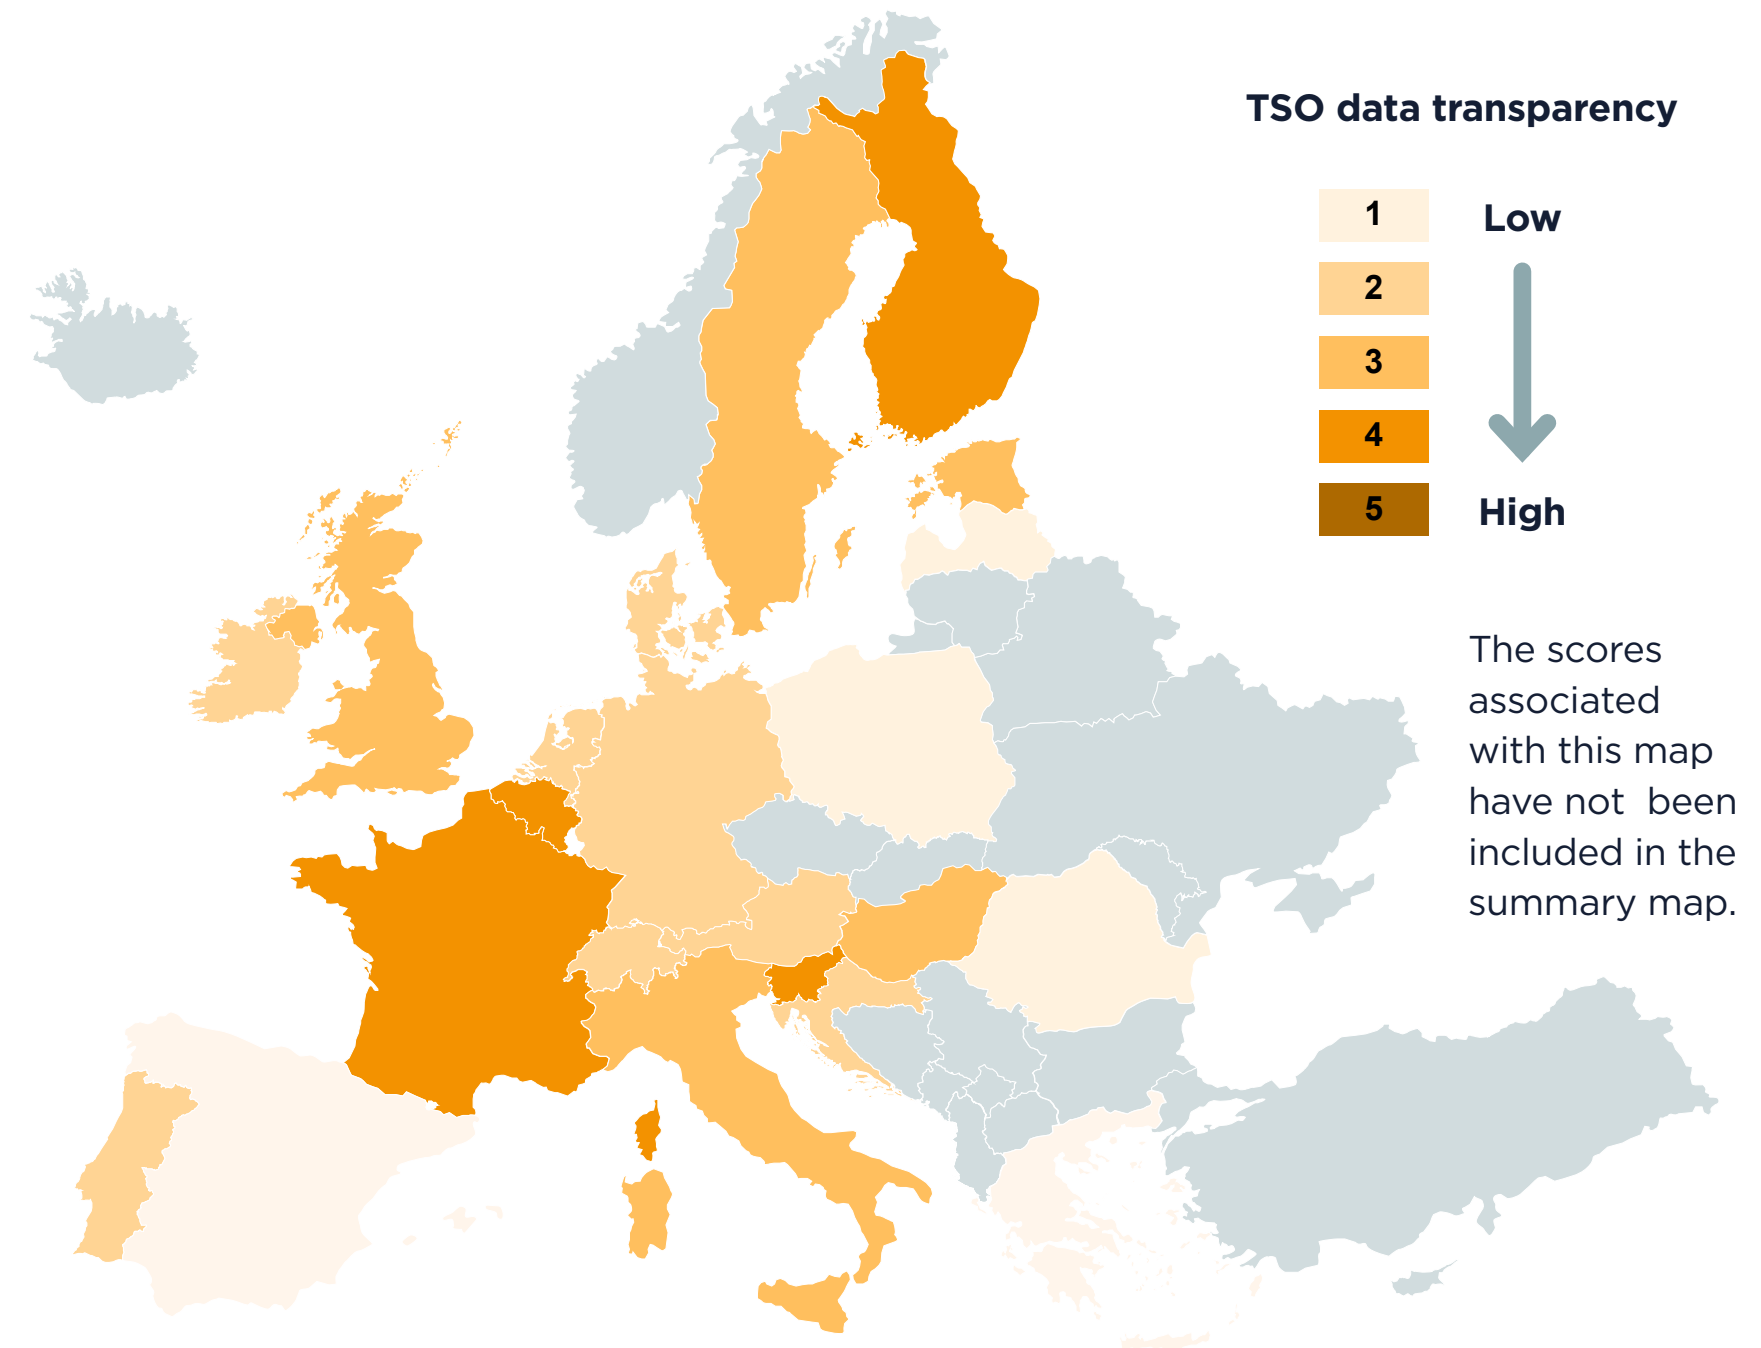 TSO data transparency
1 Low
2
3
4
5 High
The scores
associated
with this map
have not been
included in the
summary map.